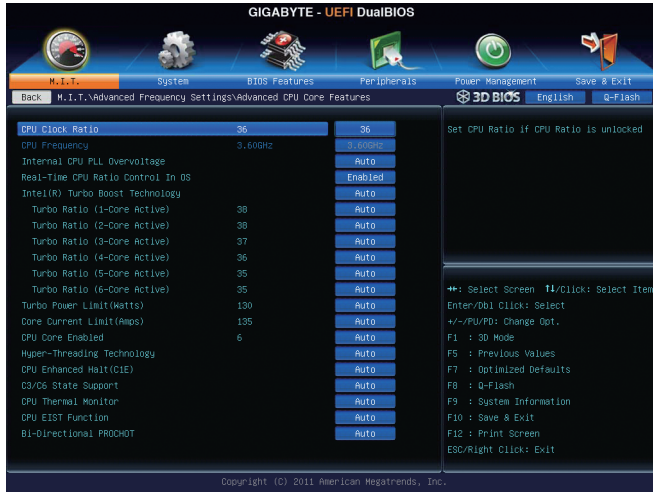 GIGABYTE - UEFI DualBIOS
M.I.T. System BIOS Features Peripherals Power Management Save & Exit
Back M.I.T.\Advanced Frequency Settings\Advanced CPU Core Features 3D BIOS English Q-Flash
CPU Clock Ratio 36 36
CPU Frequency 3.60GHz 3.60GHz
Internal CPU PLL Overvoltage Auto
Real-Time CPU Ratio Control In OS Enabled
Intel(R) Turbo Boost Technology Auto
Turbo Ratio (1-Core Active) 38 Auto
Turbo Ratio (2-Core Active) 38 Auto
Turbo Ratio (3-Core Active) 37 Auto
Turbo Ratio (4-Core Active) 36 Auto
Turbo Ratio (5-Core Active) 35 Auto
Turbo Ratio (6-Core Active) 35 Auto
Turbo Power Limit(Watts) 130 Auto
Core Current Limit(Amps) 135 Auto
CPU Core Enabled 6 Auto
Hyper-Threading Technology Auto
CPU Enhanced Halt(C1E) Auto
C3/C6 State Support Auto
CPU Thermal Monitor Auto
CPU EIST Function Auto
Bi-Directional PROCHOT Auto
Set CPU Ratio if CPU Ratio is unlocked
→←: Select Screen ↑↓/Click: Select Item
Enter/Dbl Click: Select
+/-/PU/PD: Change Opt.
F1 : 3D Mode
F5 : Previous Values
F7 : Optimized Defaults
F8 : Q-Flash
F9 : System Information
F10 : Save & Exit
F12 : Print Screen
ESC/Right Click: Exit
Copyright (C) 2011 American Megatrends, Inc.